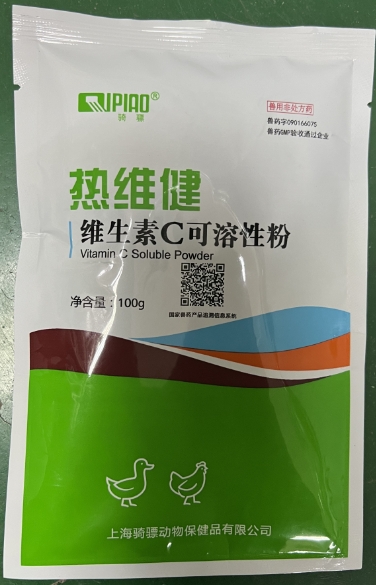 QIPIAO®
骑骠
兽用非处方药
兽药字090166075
兽药GMP验收通过企业
热维健
维生素C可溶性粉
Vitamin C Soluble Powder
净含量：100g
国家兽药产品追溯信息系统
上海骑骠动物保健品有限公司